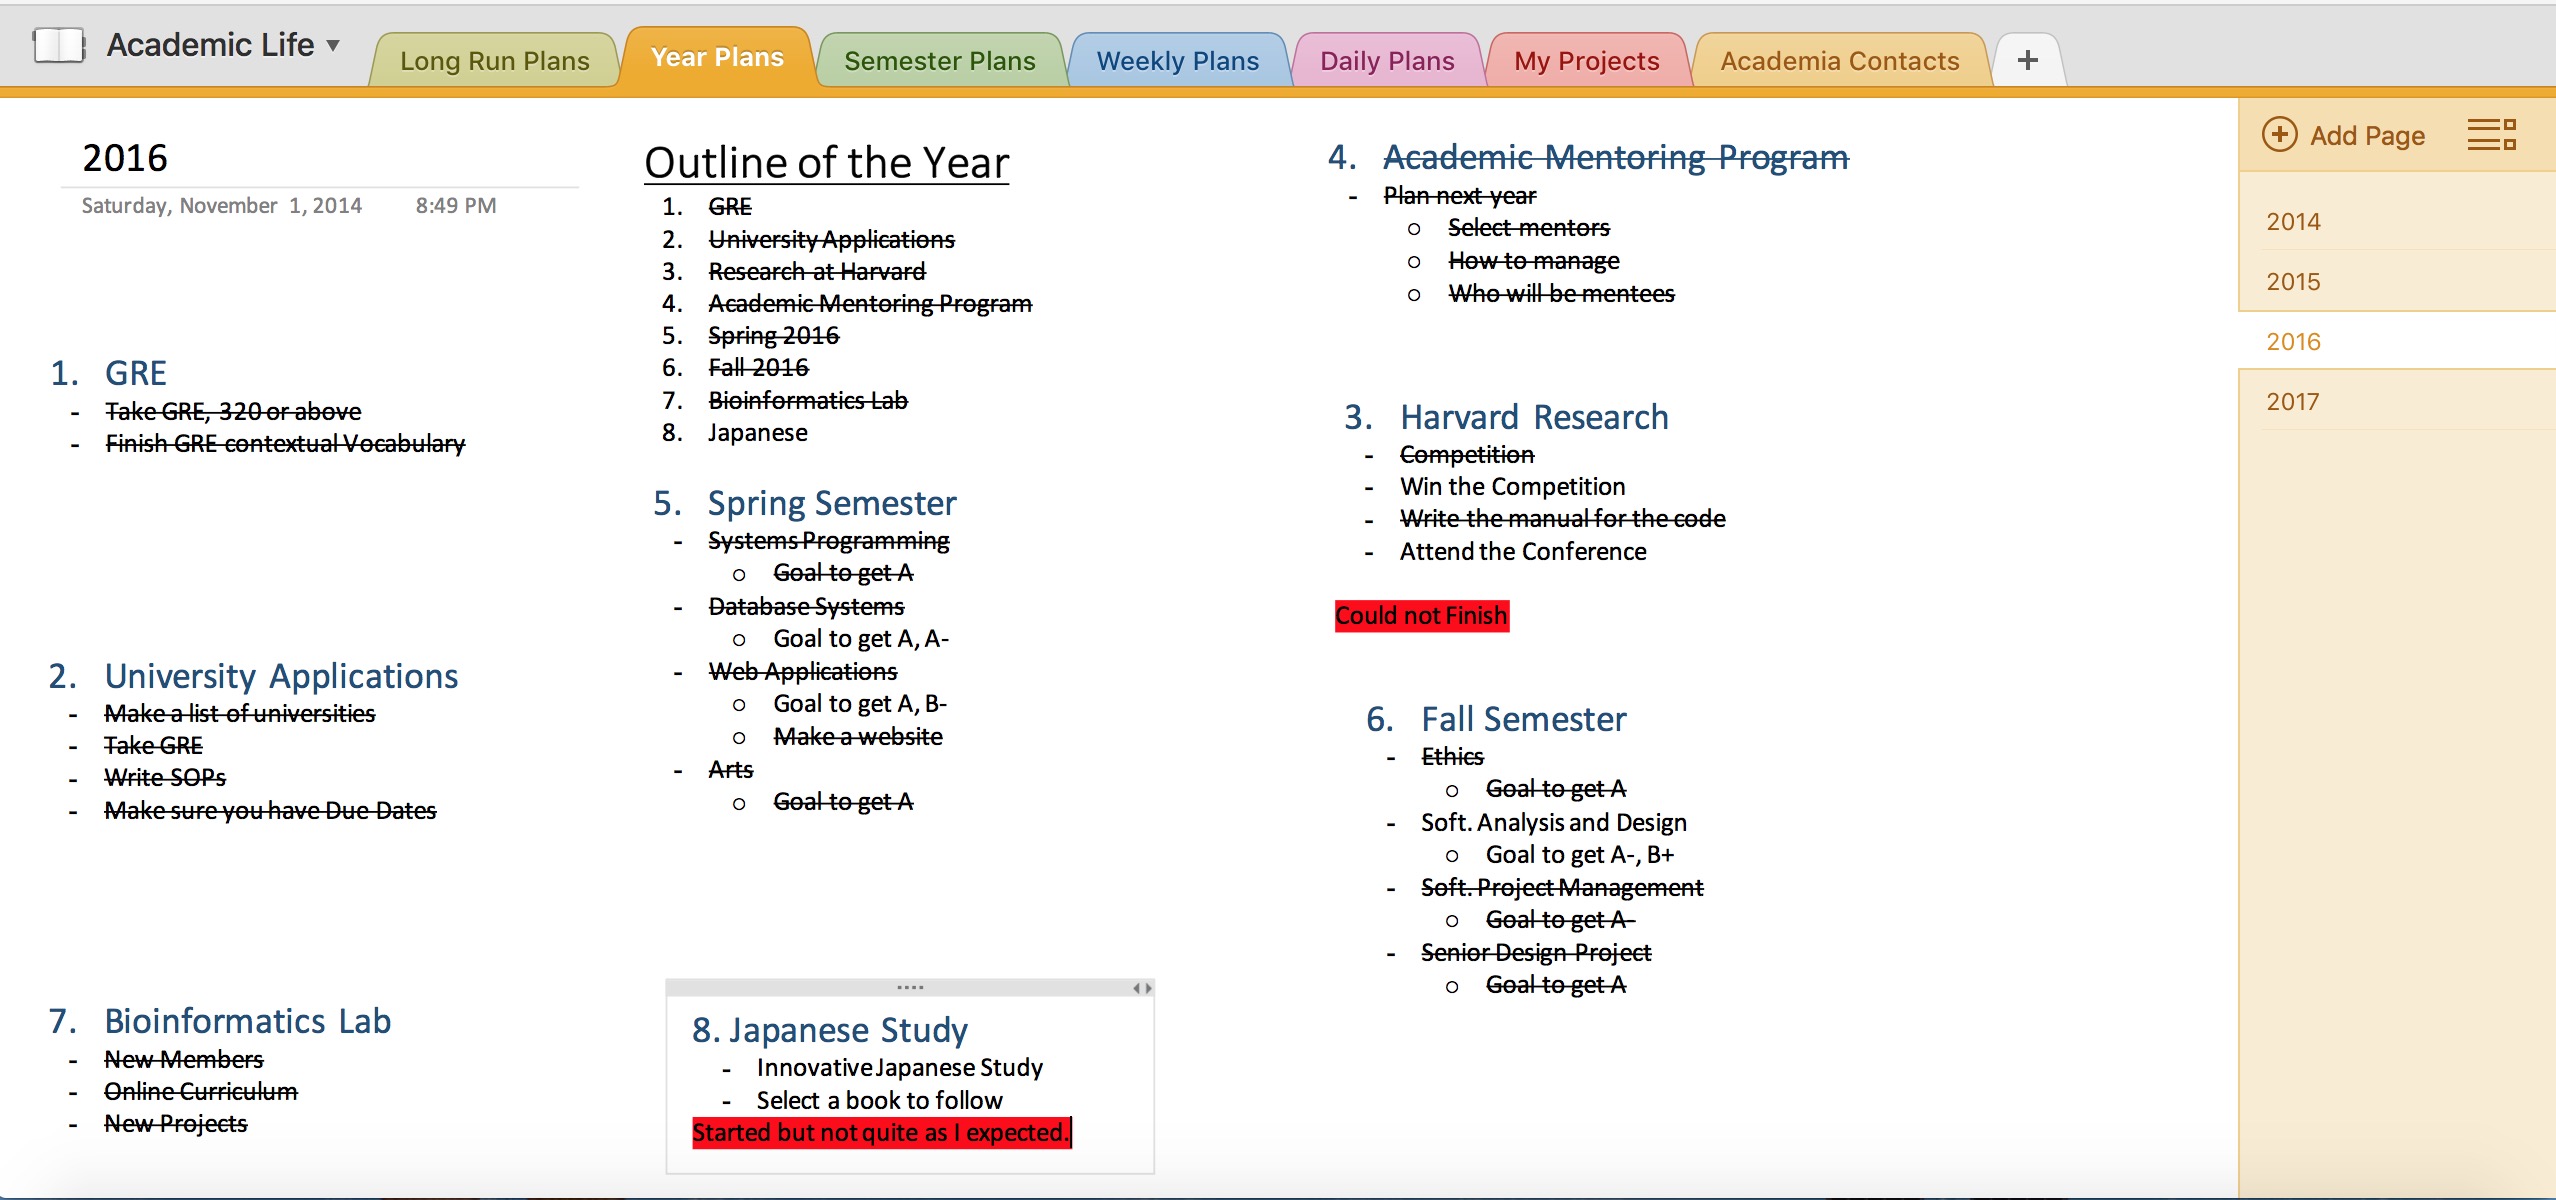 Academic Life
Long Run Plans
Year Plans
Semester Plans
Weekly Plans
Daily Plans
My Projects
Academia Contacts
+
2016
Saturday, November 1, 2014 8:49 PM
Outline of the Year
1. GRE
2. University Applications
3. Research at Harvard
4. Academic Mentoring Program
5. Spring 2016
6. Fall 2016
7. Bioinformatics Lab
8. Japanese
1. GRE
- Take GRE, 320 or above
- Finish GRE contextual Vocabulary
2. University Applications
- Make a list of universities
- Take GRE
- Write SOPs
- Make sure you have Due Dates
7. Bioinformatics Lab
- New Members
- Online Curriculum
- New Projects
5. Spring Semester
- Systems Programming
o Goal to get A
- Database Systems
o Goal to get A, A-
- Web Applications
o Goal to get A, B-
o Make a website
- Arts
o Goal to get A
8. Japanese Study
- Innovative Japanese Study
- Select a book to follow
Started but not quite as I expected.
4. Academic Mentoring Program
- Plan next year
o Select mentors
o How to manage
o Who will be mentees
3. Harvard Research
- Competition
- Win the Competition
- Write the manual for the code
- Attend the Conference
Could not Finish
6. Fall Semester
- Ethics
o Goal to get A
- Soft. Analysis and Design
o Goal to get A-, B+
- Soft. Project Management
o Goal to get A-
- Senior Design Project
o Goal to get A
Add Page
2014
2015
2016
2017